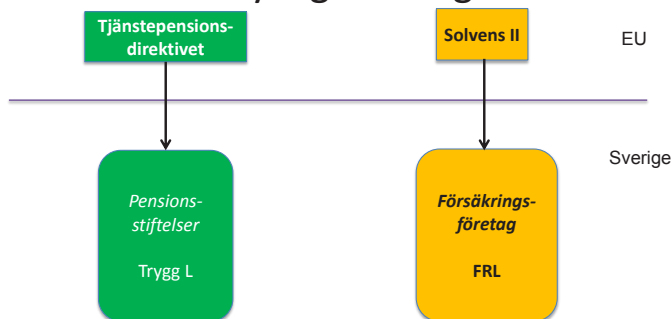 Tjänstepensions-
direktivet
Solvens II
EU
Sverige
Pensions-
stiftelser
Trygg L
Försäkrings-
företag
FRL